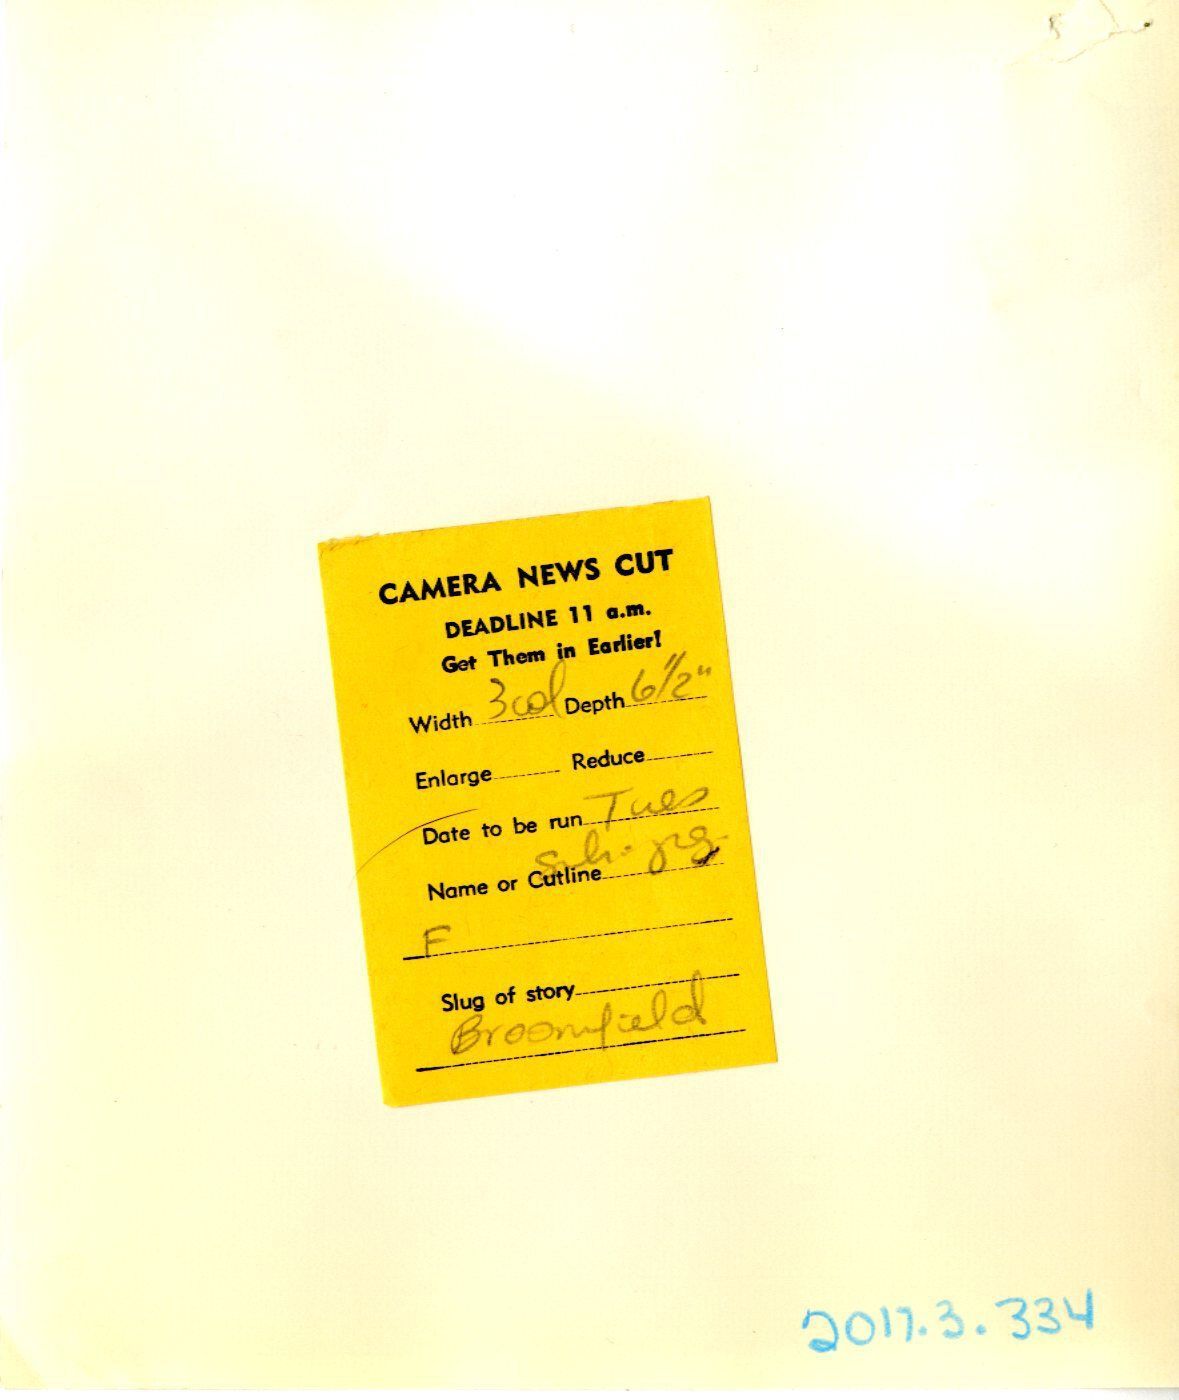 CAMERA NEWS CUT
DEADLINE 11 a.m.
Get Them in Earlier!
Width 3 col Depth 6 1/2"
Enlarge Reduce
Date to be run Tues
Name or Cutline
F
Slug of story
Broomfield
2017.3.334